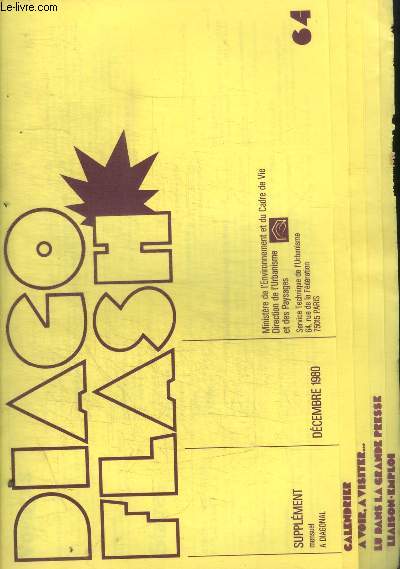 Le-livre.com
DIAGO
FLASH
64
Ministère de l'Environnement et du Cadre de Vie
Direction de l'Urbanisme
et des Paysages
Service Technique de l'Urbanisme
64, rue de la Fédération
75015 PARIS
SUPPLÉMENT
mensuel
A DIAGONAL
DÉCEMBRE 1980
CALENDRIER
A VOIR, A VISITER...
LU DANS LA GRANDE PRESSE
LIAISON-EMPLOI